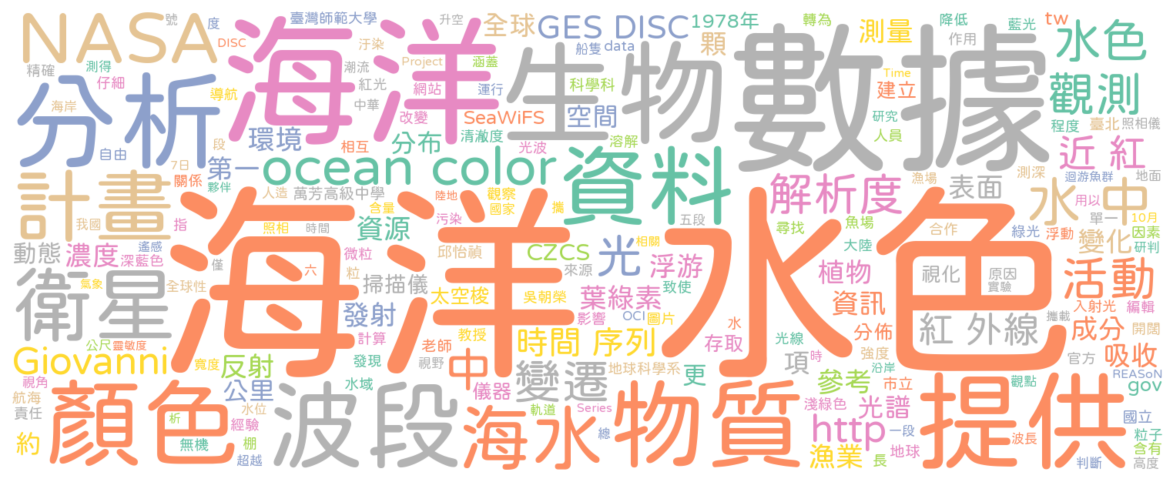 NASA
海洋
生物
數據
分析
GES DISC
1978年
全球
顆
測量
轉為
降低
藍光
作用
tw
水色
觀測
號
度
臺灣師範大學
升空
DISC
汙染
Project
涵蓋
船隻
data
精確
測得
仔細
潮流
紅光
網站
運行
科學科
建立
Time
研究
人員
程度
臺北
照相儀
海岸
導航
中華
改變
SeaWiFS
空間
自由
環境
相互
分布
清澈度
光波
溶解
近 紅
段
7日
第一
ocean color
資料
解析度
表面
水中
漁場
測深
迴游魚群
地面
夥伴
關係
人造
萬芳高級中學
陸地
觀察
國家
攜
五段
計畫
我國
指
含量
污染
海洋 水色
尋找
魚場
大陸
合作
用以
單一
10月
綠光
浮動
因素
研判
變化
動態
濃度
遙感
深藍色
資源
照相
時間
微粒
邱怡禎
CZCS
來源
光
浮游
相關
植物
視化
原因
實驗
活動
氣象
全球性
僅
六
粒
掃描儀
太空梭
吳朝榮
葉綠素
致使
資訊
入射光
編輯
衛星
發射
影響
OCI
圖片
水
存取
分佈
紅 外線
攜載
成分
開闊
公尺
靈敏度
計算
教授
時間 序列
光線
強度
時
官方
吸收
Giovanni
寬度
反射
發現
老師
視野
中
變遷
地球科學系
更
項
沿岸
參考
市立
觀點
REASoN
gov
視角
航海
責任
顏色
公里
水域
波段
儀器
軌道
Series
海水
物質
淺綠色
光譜
一段
提供
國立
約
析
水位
經驗
棚
無機
超越
總
http
漁業
長
地球
波長
粒子
含有
判斷
高度